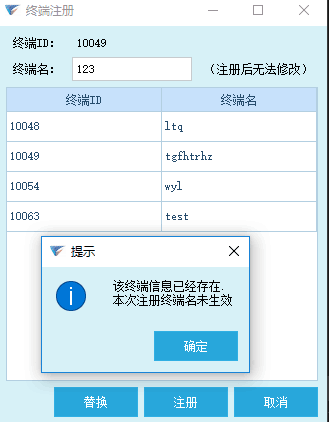 终端注册
终端ID: 10049
终端名: 123 (注册后无法修改)
终端ID 终端名
10048 ltq
10049 tgfhtrhz
10054 wyl
10063 test
提示
该终端信息已经存在.
本次注册终端名未生效
确定
替换 注册 取消